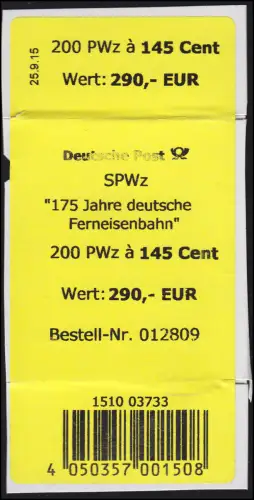 25.9.15
200 PWz à 145 Cent
Wert: 290,- EUR
Deutsche Post
SPWz
"175 Jahre deutsche
Ferneisenbahn"
200 PWz à 145 Cent
Wert: 290,- EUR
Bestell-Nr. 012809
1510 03733
4 050357 001508